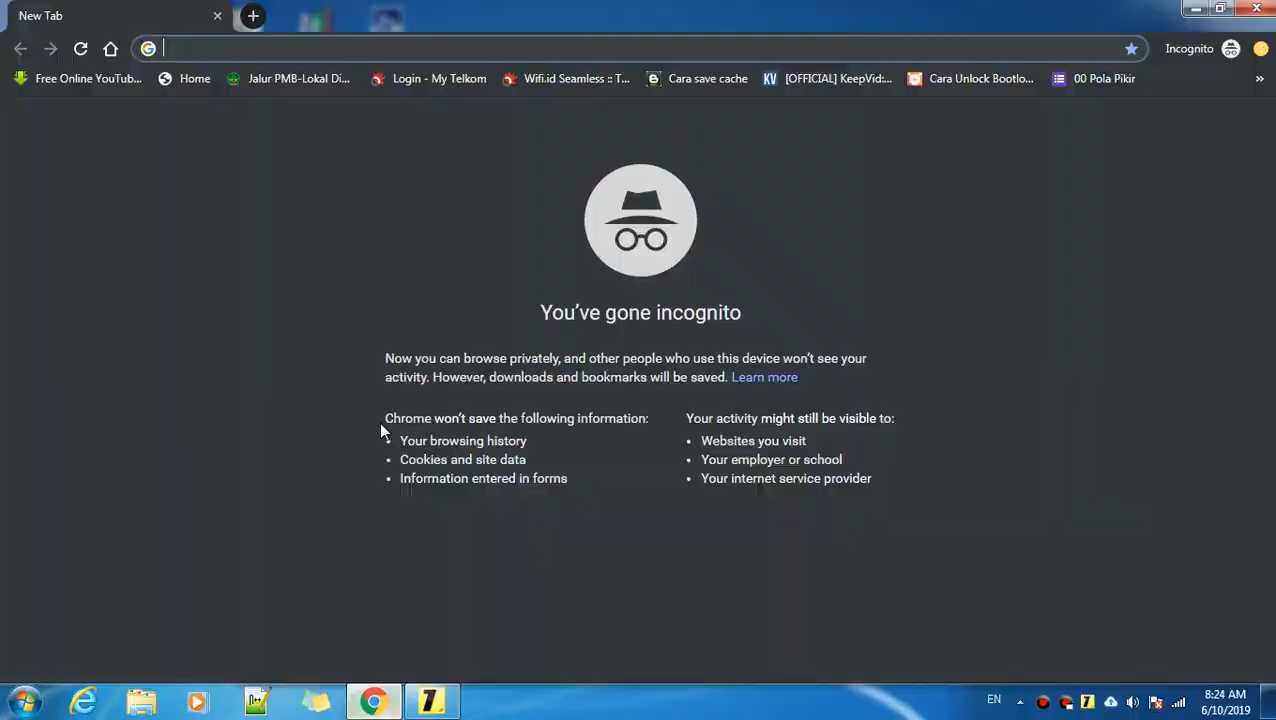 New Tab
Incognito
Free Online YouTub...
Home
Jalur PMB-Lokal Di...
Login - My Telkom
Wifi.id Seamless :: T...
Cara save cache
[OFFICIAL] KeepVid:...
Cara Unlock Bootlo...
00 Pola Pikir
KV
You've gone incognito
Now you can browse privately, and other people who use this device won't see your
activity. However, downloads and bookmarks will be saved. Learn more
Chrome won't save the following information:
• Your browsing history
• Cookies and site data
• Information entered in forms
Your activity might still be visible to:
• Websites you visit
• Your employer or school
• Your internet service provider
EN
8:24 AM
6/10/2019